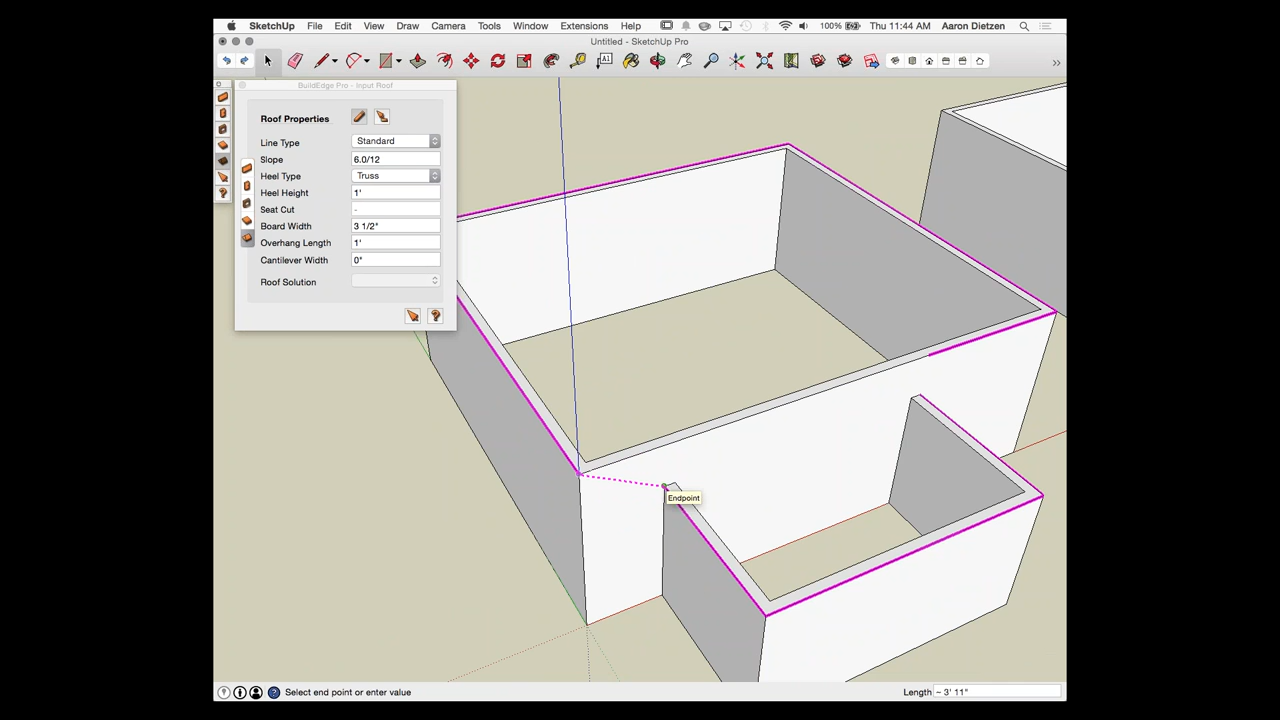 SketchUp File Edit View Draw Camera Tools Window Extensions Help 100% Thu 11:44 AM Aaron Dietzen
Untitled - SketchUp Pro
A1 »
BuildEdge Pro - Input Roof
Roof Properties
Line Type Standard
Slope 6.0/12
Heel Type Truss
Heel Height 1'
Seat Cut -
Board Width 3 1/2"
Overhang Length 1'
Cantilever Width 0"
Roof Solution
Endpoint
Select end point or enter value Length ~ 3' 11"